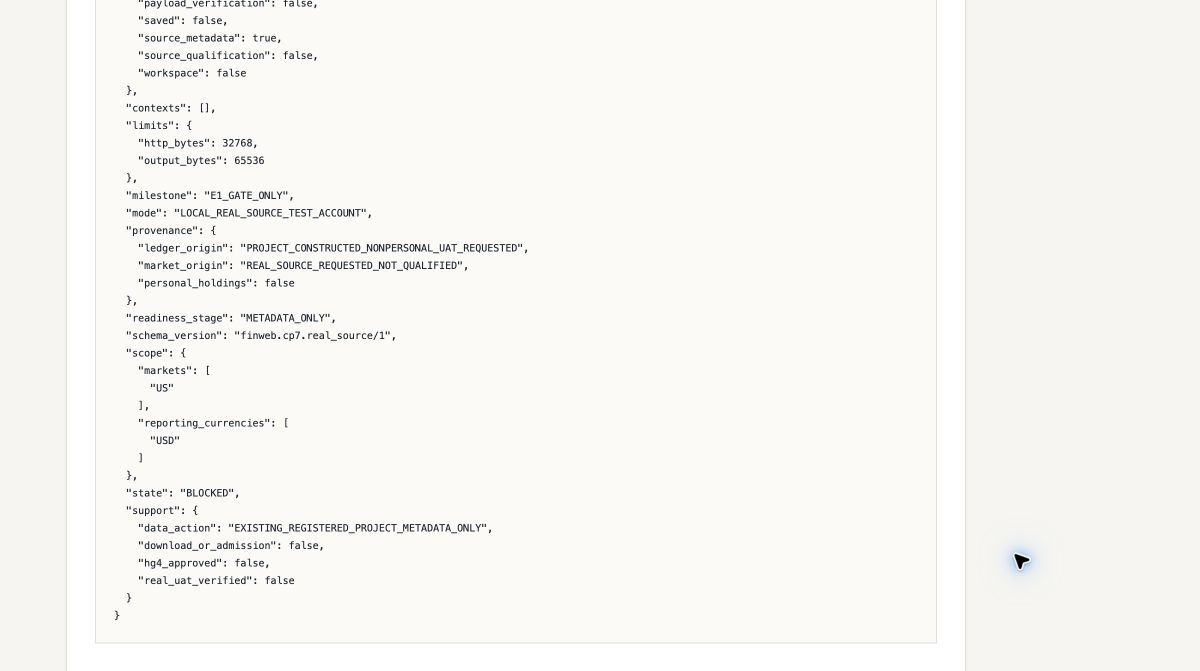 "payload_verification": false,
"saved": false,
"source_metadata": true,
"source_qualification": false,
"workspace": false
},
"contexts": [],
"limits": {
"http_bytes": 32768,
"output_bytes": 65536
},
"milestone": "E1_GATE_ONLY",
"mode": "LOCAL_REAL_SOURCE_TEST_ACCOUNT",
"provenance": {
"ledger_origin": "PROJECT_CONSTRUCTED_NONPERSONAL_UAT_REQUESTED",
"market_origin": "REAL_SOURCE_REQUESTED_NOT_QUALIFIED",
"personal_holdings": false
},
"readiness_stage": "METADATA_ONLY",
"schema_version": "finweb.cp7.real_source/1",
"scope": {
"markets": [
"US"
],
"reporting_currencies": [
"USD"
]
},
"state": "BLOCKED",
"support": {
"data_action": "EXISTING_REGISTERED_PROJECT_METADATA_ONLY",
"download_or_admission": false,
"hg4_approved": false,
"real_uat_verified": false
}
}